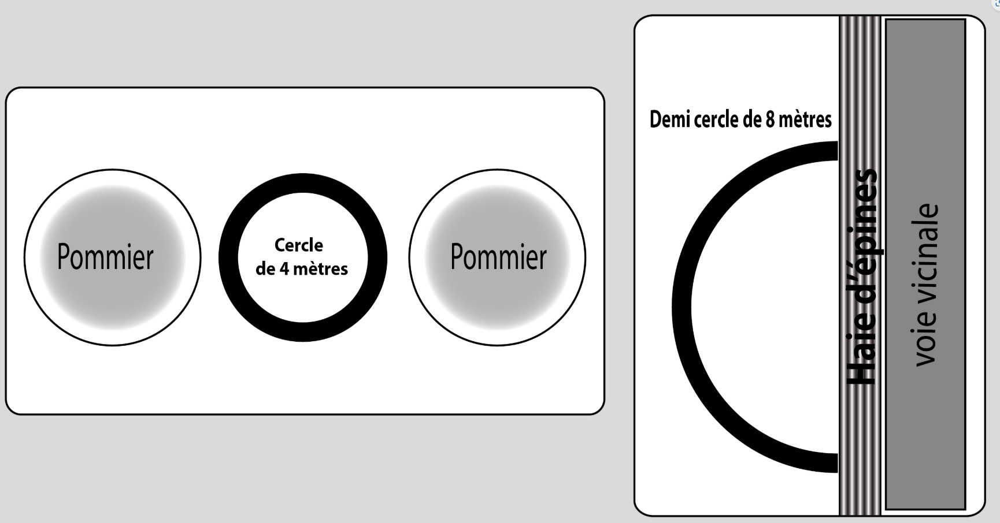 Pommier
Cercle
de 4 mètres
Pommier
Demi cercle de 8 mètres
Haie d'épines
voie vicinale